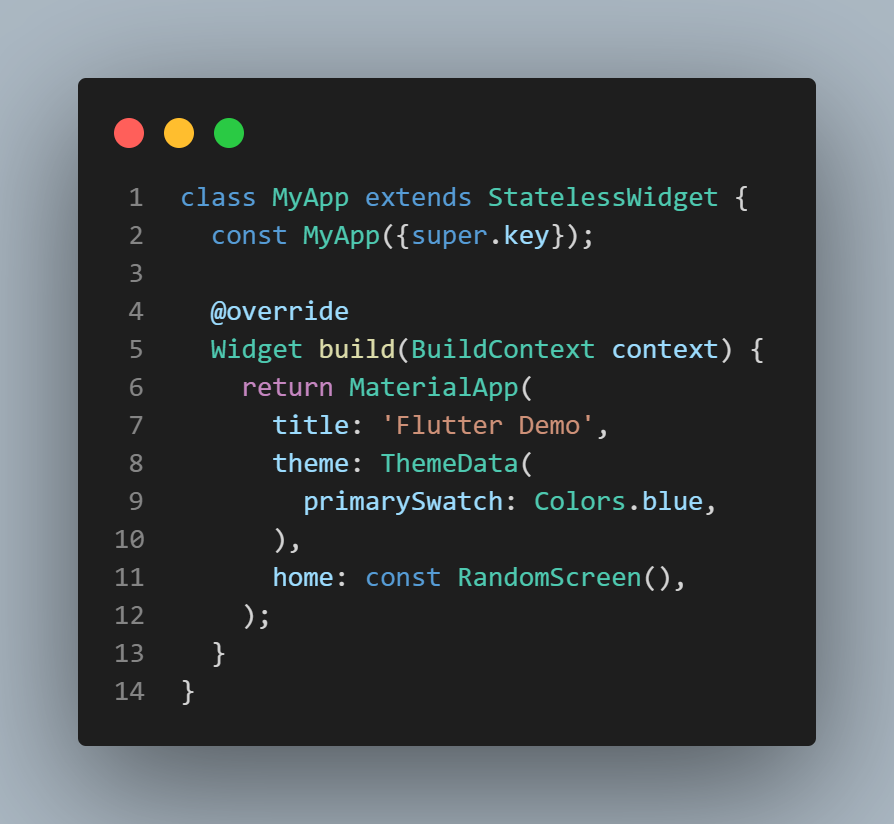 1 class MyApp extends StatelessWidget {
2   const MyApp({super.key});
3
4   @override
5   Widget build(BuildContext context) {
6     return MaterialApp(
7       title: 'Flutter Demo',
8       theme: ThemeData(
9         primarySwatch: Colors.blue,
10       ),
11       home: const RandomScreen(),
12     );
13   }
14 }